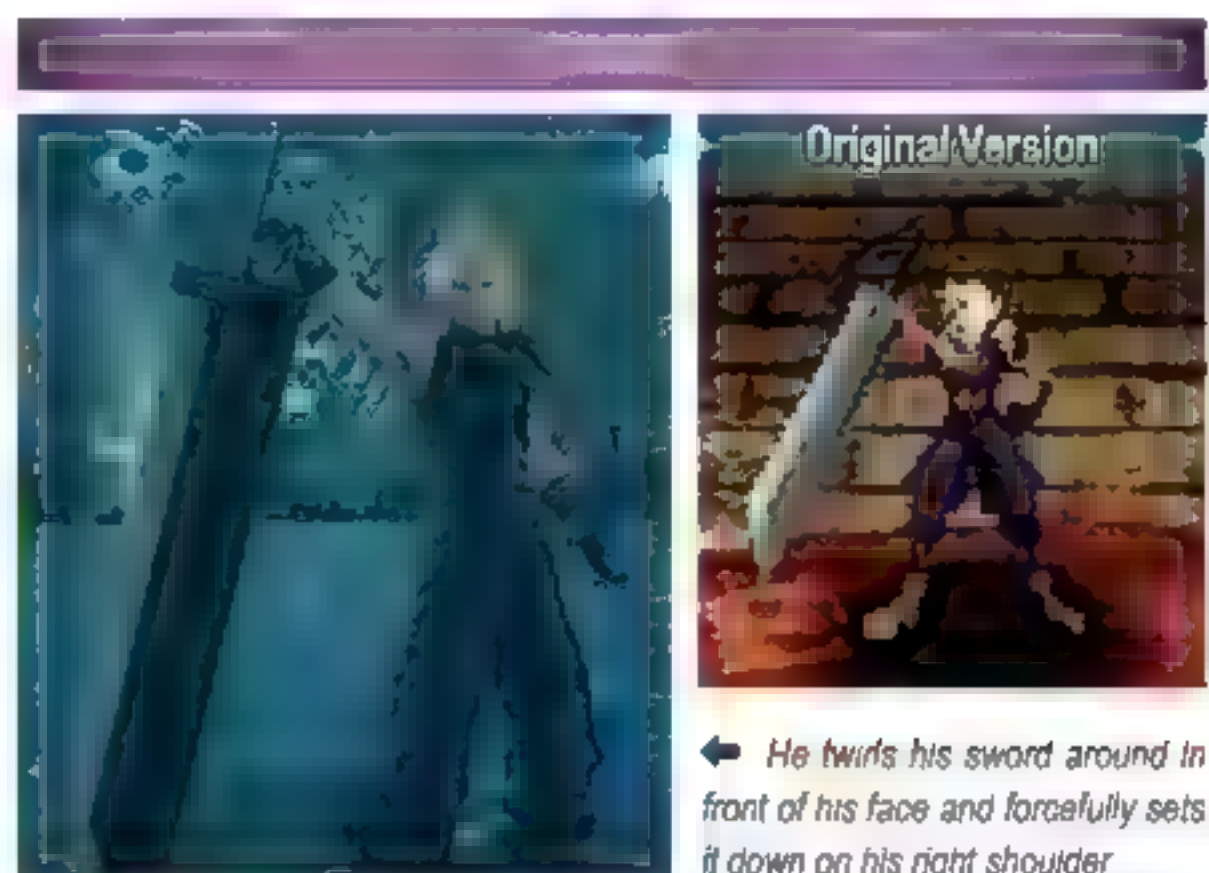 Original Version
He twirls his sword around in
front of his face and forcefully sets
it down on his right shoulder